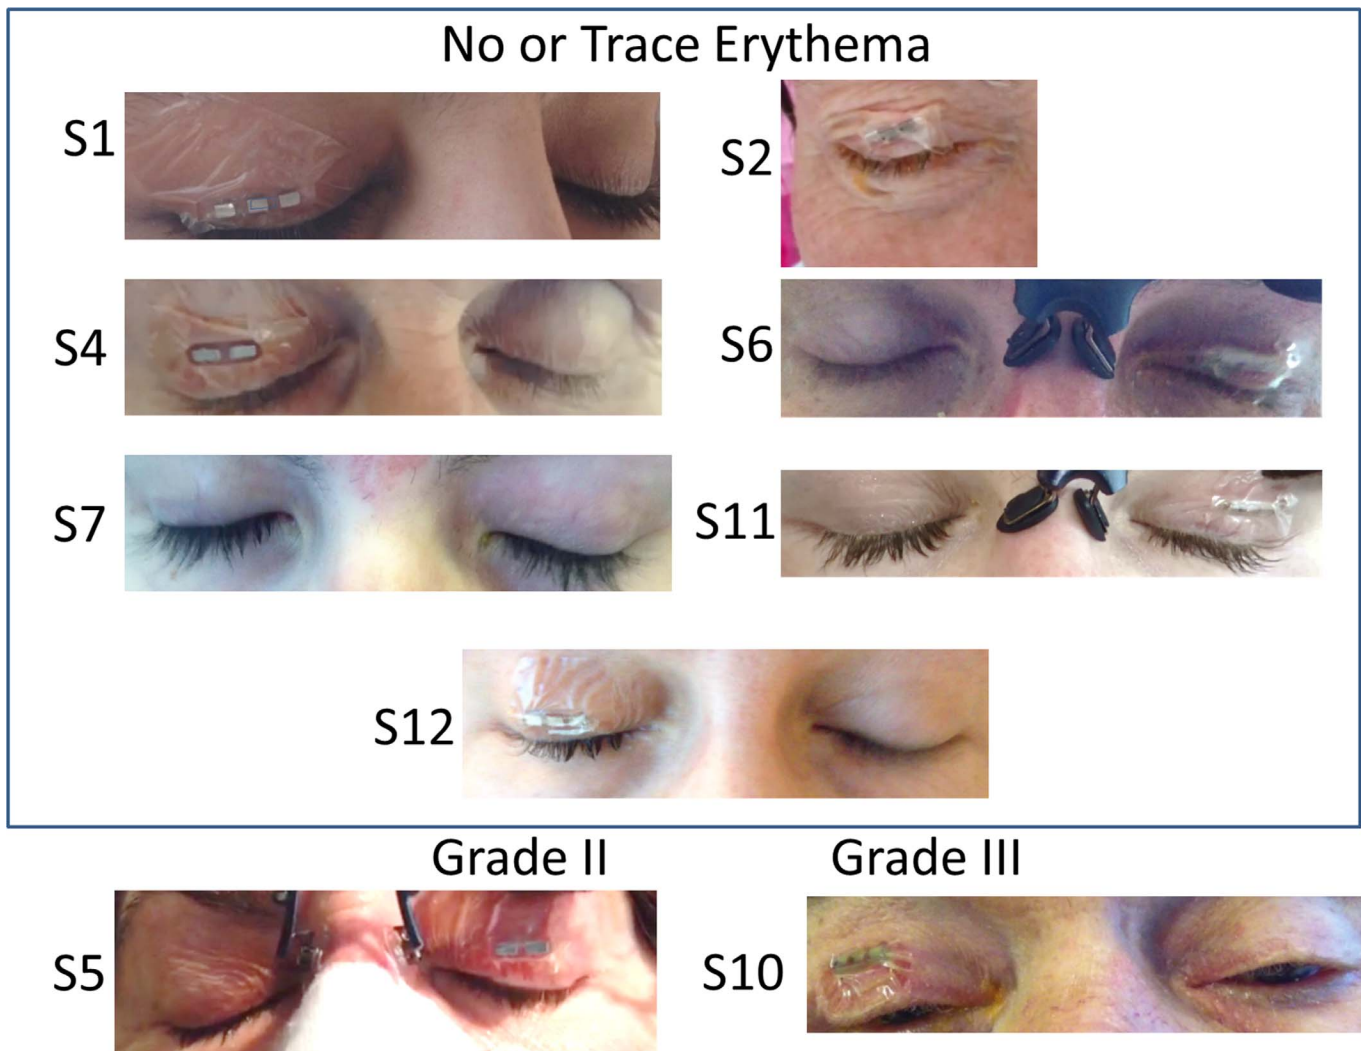 No or Trace Erythema
S1
S2
S4
S6
S7
S11
S12
Grade II
Grade III
S5
S10